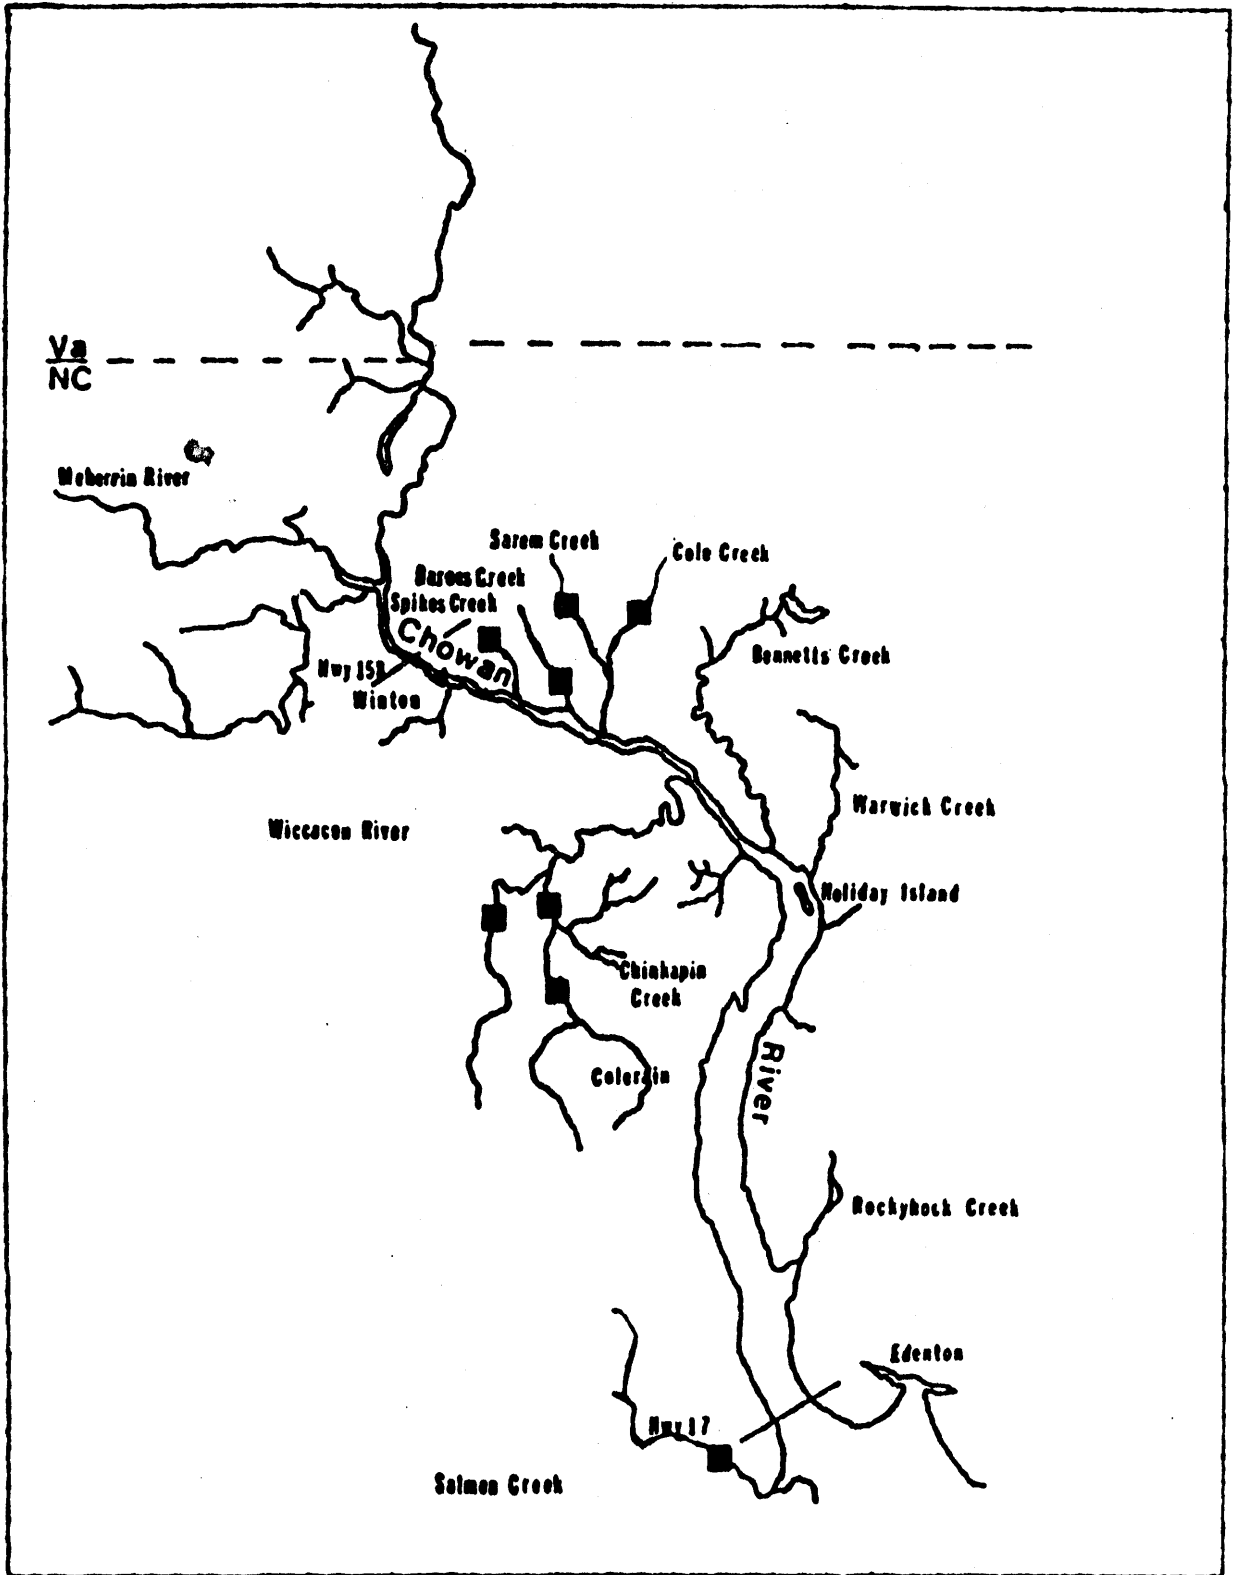 Va
NC
Meherrin River
Sarem Creek
Cole Creek
Barnes Creek
Spikes Creek
Chowan
Bennetts Creek
Hwy 158
Winton
Warwick Creek
Wiccacon River
Holiday Island
Chinkapin
Creek
River
Colerain
Rockyhock Creek
Edenton
Hwy 17
Salmon Creek